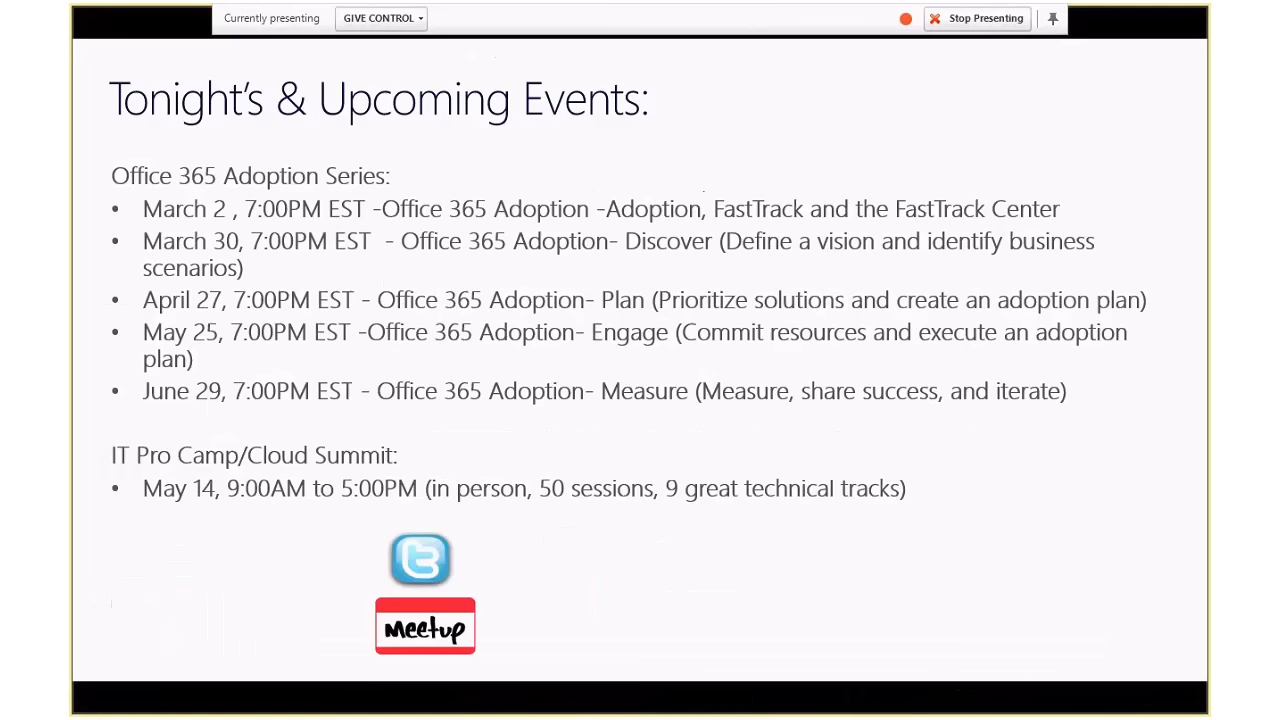 Currently presenting GIVE CONTROL Stop Presenting
Tonight's & Upcoming Events:
Office 365 Adoption Series:
• March 2 , 7:00PM EST -Office 365 Adoption -Adoption, FastTrack and the FastTrack Center
• March 30, 7:00PM EST - Office 365 Adoption- Discover (Define a vision and identify business
scenarios)
• April 27, 7:00PM EST - Office 365 Adoption- Plan (Prioritize solutions and create an adoption plan)
• May 25, 7:00PM EST -Office 365 Adoption- Engage (Commit resources and execute an adoption
plan)
• June 29, 7:00PM EST - Office 365 Adoption- Measure (Measure, share success, and iterate)
IT Pro Camp/Cloud Summit:
• May 14, 9:00AM to 5:00PM (in person, 50 sessions, 9 great technical tracks)
t
Meetup